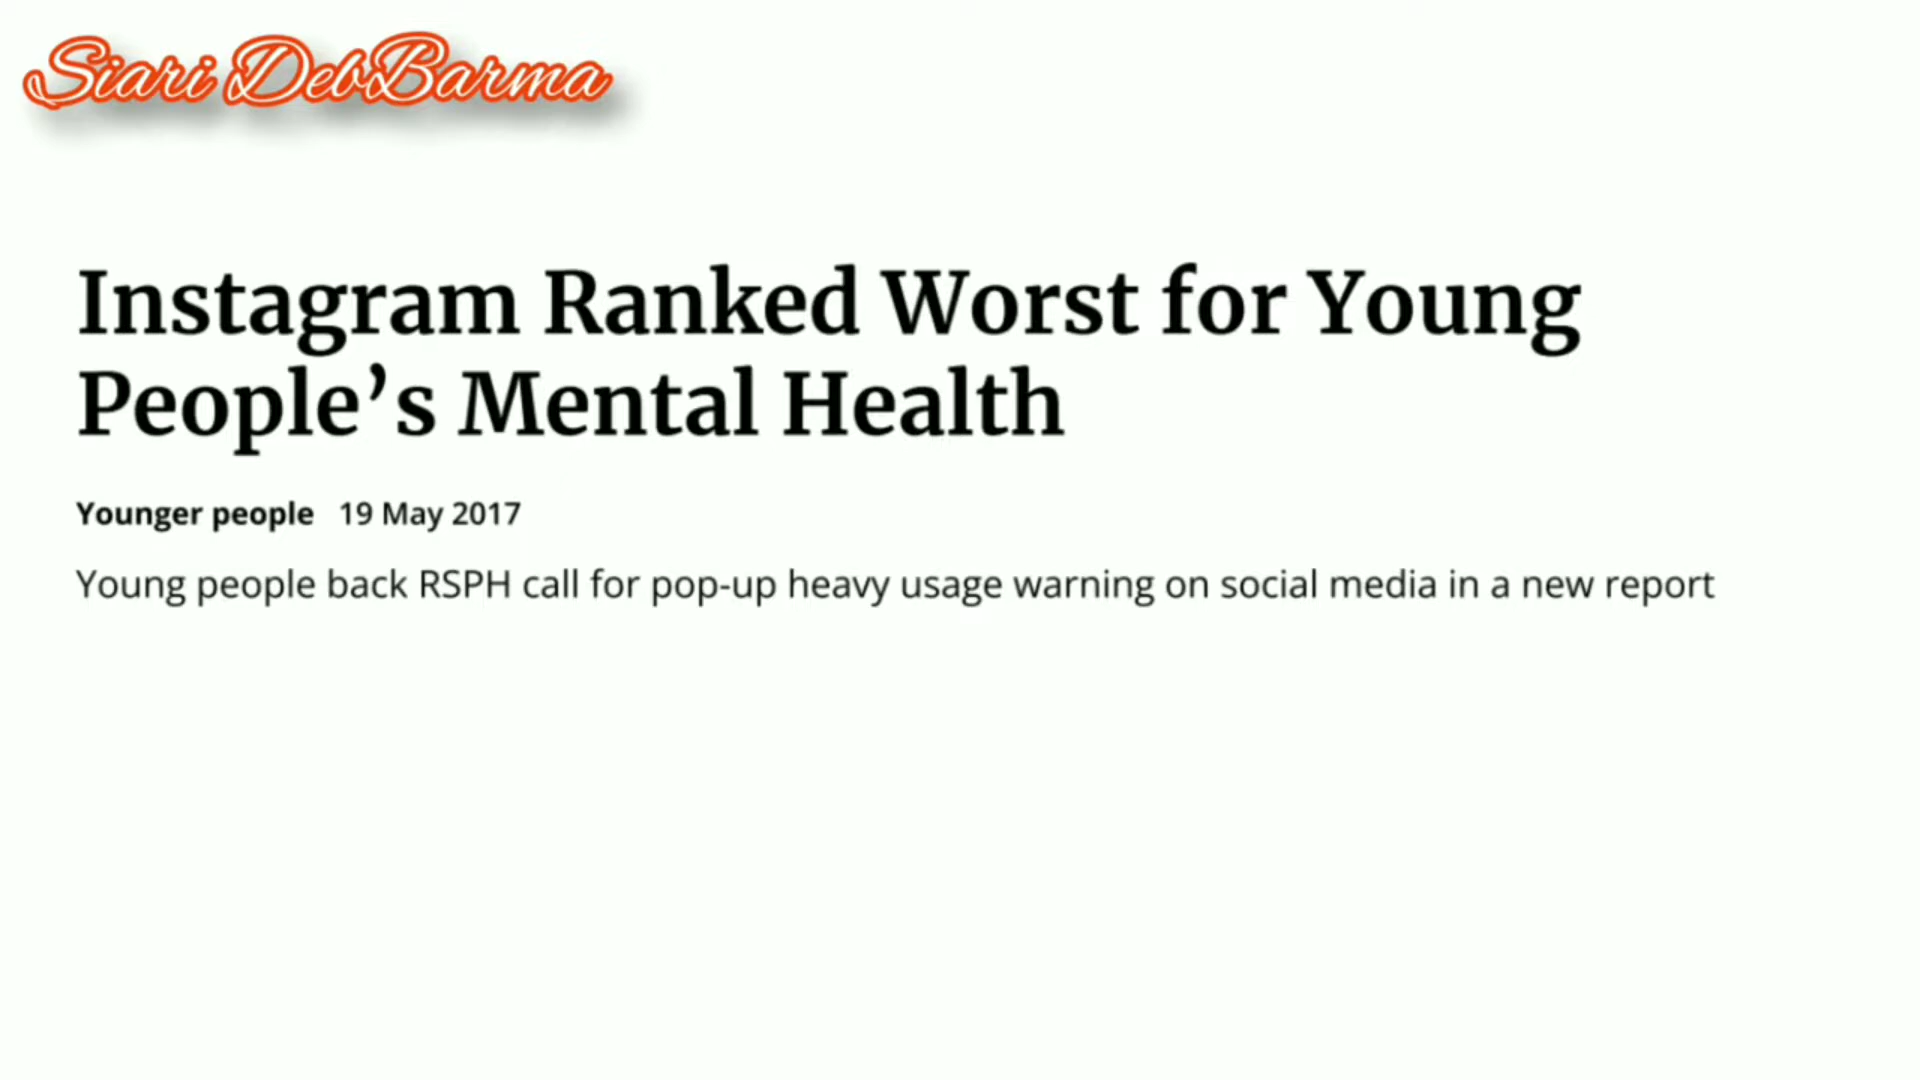 Siari DebBarma
Instagram Ranked Worst for Young
People’s Mental Health
Younger people 19 May 2017
Young people back RSPH call for pop-up heavy usage warning on social media in a new report